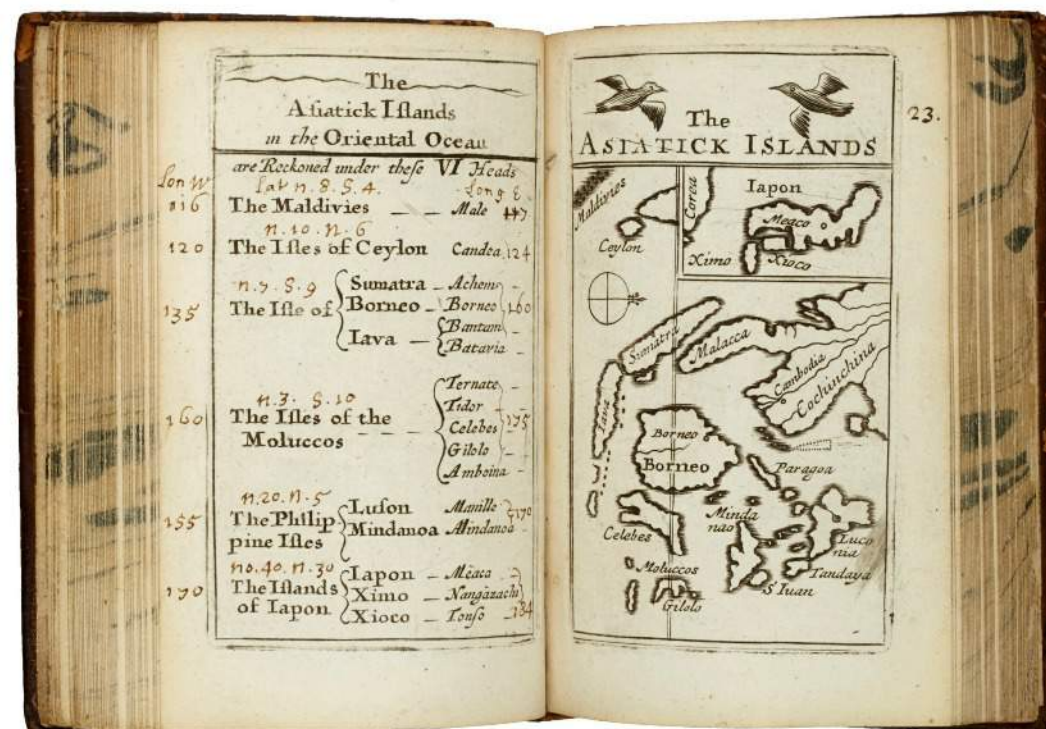 The
Asiatick Iſlands
in the Oriental Ocean
are Reckoned under theſe VI Heads
Lon W Lat n. 8. S. 4. Long E.
116 The Maldivies — — Male 117
n. 10. n. 6
120 The Iſles of Ceylon Candea 124
n. 7. S. 9
135 The Iſle of
Sumatra – Achem
Borneo – Borneo 160
Iava – Bantam
Batavia –
n. 3. S. 10
160 The Iſles of the
Moluccos —
Ternate –
Tidor –
Celebes – 175
Gilolo –
Amboina –
n. 20. n. 5
155 The Philip
pine Iſles
Luſon Manille 170
Mindanoa Mindanoa –
no. 40. n. 30
170 The Iſlands
of Iapon
Iapon – Méaca –
Ximo – Nangazachi
Xioco – Tonſo – 184
23.
The
ASIATICK ISLANDS
Maldivies
Ceylon
Corea
Iapon
Meaco
Ximo
Xioco
Sumatra
Malacca
Cambodia
Cochinchina
Iava
Borneo
Borneo
Paragoa
Celebes
Minda
nao
Luco
nia
Tandaya
S Iuan
Moluccos
Gilolo